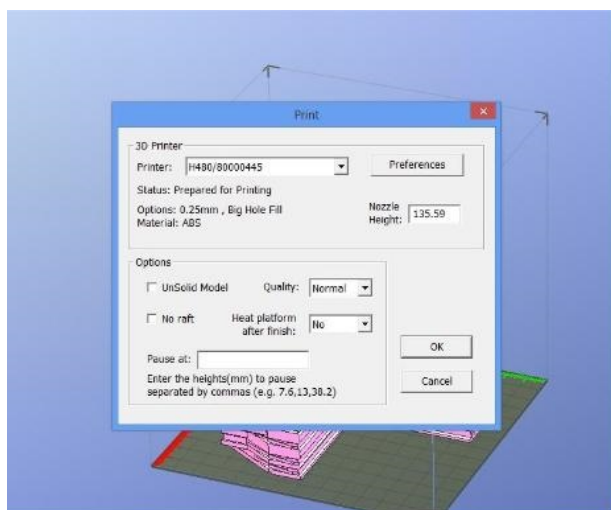 Print
3D Printer
Printer: H480/80000445
Preferences
Status: Prepared for Printing
Options: 0.25mm , Big Hole Fill
Nozzle
Height: 135.59
Material: ABS
Options
UnSolid Model
Quality: Normal
No raft
Heat platform
after finish: No
Pause at:
Enter the heights(mm) to pause
separated by commas (e.g. 7.6,13,38.2)
OK
Cancel